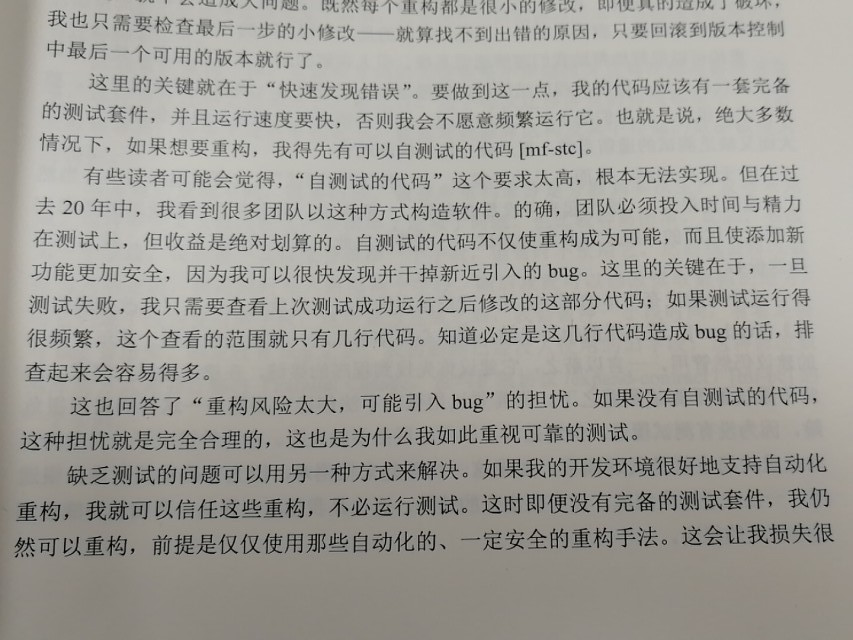 就不会造成大问题。既然每个重构都是很小的修改，即便真的造成了破坏，
我也只需要检查最后一步的小修改——就算找不到出错的原因，只要回滚到版本控制
中最后一个可用的版本就行了。
这里的关键就在于“快速发现错误”。要做到这一点，我的代码应该有一套完备
的测试套件，并且运行速度要快，否则我会不愿意频繁运行它。也就是说，绝大多数
情况下，如果想要重构，我得先有可以自测试的代码 [mf-stc]。
有些读者可能会觉得，“自测试的代码”这个要求太高，根本无法实现。但在过
去 20 年中，我看到很多团队以这种方式构造软件。的确，团队必须投入时间与精力
在测试上，但收益是绝对划算的。自测试的代码不仅使重构成为可能，而且使添加新
功能更加安全，因为我可以很快发现并干掉新近引入的 bug。这里的关键在于，一旦
测试失败，我只需要查看上次测试成功运行之后修改的这部分代码；如果测试运行得
很频繁，这个查看的范围就只有几行代码。知道必定是这几行代码造成 bug 的话，排
查起来会容易得多。
这也回答了“重构风险太大，可能引入 bug”的担忧。如果没有自测试的代码，
这种担忧就是完全合理的，这也是为什么我如此重视可靠的测试。
缺乏测试的问题可以用另一种方式来解决。如果我的开发环境很好地支持自动化
重构，我就可以信任这些重构，不必运行测试。这时即便没有完备的测试套件，我仍
然可以重构，前提是仅仅使用那些自动化的、一定安全的重构手法。这会让我损失很